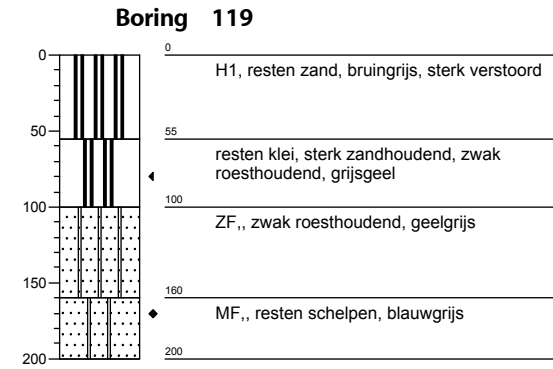 Boring 119
0
0
H1, resten zand, bruingrijs, sterk verstoord
50
55
resten klei, sterk zandhoudend, zwak
roesthoudend, grijsgeel
100
100
ZF,, zwak roesthoudend, geelgrijs
150
160
MF,, resten schelpen, blauwgrijs
200
200